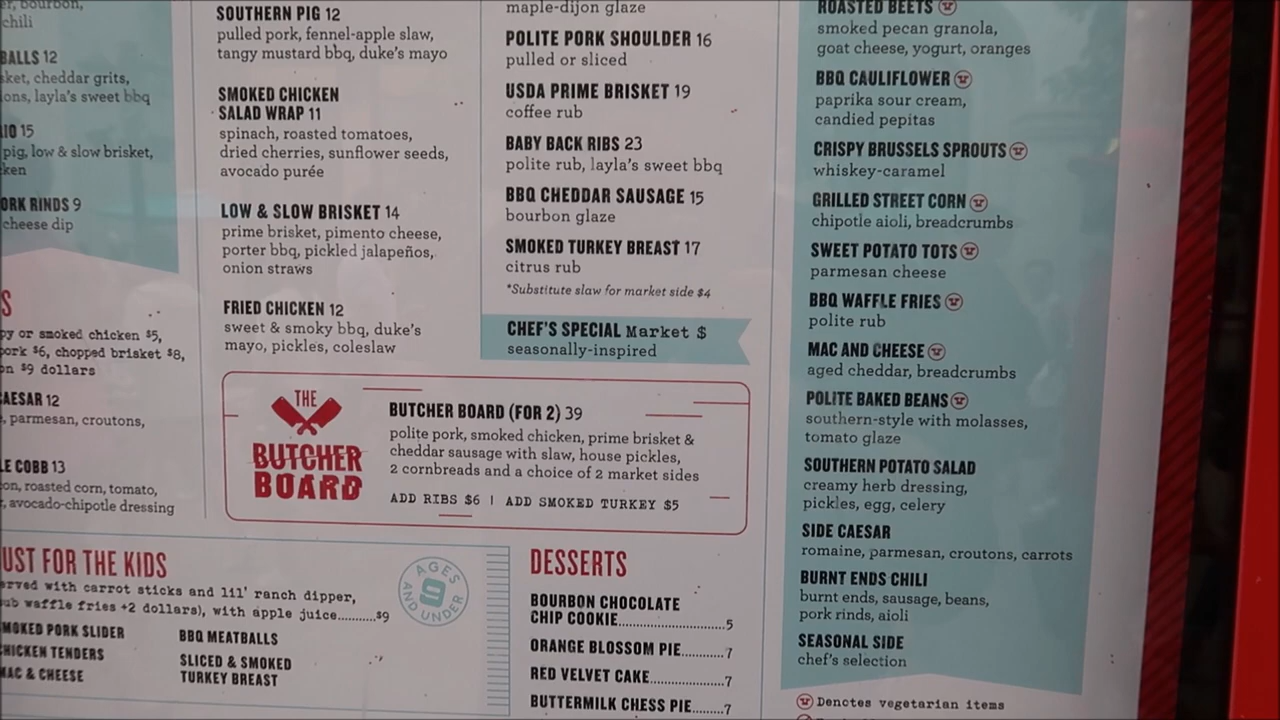 er, bourbon,
chili
BALLS 12
sket, cheddar grits,
ions, layla's sweet bbq
15
pig, low & slow brisket,
ken
ORK RINDS 9
cheese dip
S
py or smoked chicken $5,
ork $6, chopped brisket $8,
on $9 dollars
AESAR 12
, parmesan, croutons,
LE COBB 13
on, roasted corn, tomato,
, avocado-chipotle dressing
SOUTHERN PIG 12
pulled pork, fennel-apple slaw,
tangy mustard bbq, duke's mayo
SMOKED CHICKEN
SALAD WRAP 11
spinach, roasted tomatoes,
dried cherries, sunflower seeds,
avocado purée
LOW & SLOW BRISKET 14
prime brisket, pimento cheese,
porter bbq, pickled jalapeños,
onion straws
FRIED CHICKEN 12
sweet & smoky bbq, duke's
mayo, pickles, coleslaw
maple-dijon glaze
POLITE PORK SHOULDER 16
pulled or sliced
USDA PRIME BRISKET 19
coffee rub
BABY BACK RIBS 23
polite rub, layla's sweet bbq
BBQ CHEDDAR SAUSAGE 15
bourbon glaze
SMOKED TURKEY BREAST 17
citrus rub
*Substitute slaw for market side $4
CHEF'S SPECIAL Market $
seasonally-inspired
THE
BUTCHER
BOARD
BUTCHER BOARD (FOR 2) 39
polite pork, smoked chicken, prime brisket &
cheddar sausage with slaw, house pickles,
2 cornbreads and a choice of 2 market sides
ADD RIBS $6 | ADD SMOKED TURKEY $5
UST FOR THE KIDS
erved with carrot sticks and lil' ranch dipper,
ub waffle fries +2 dollars), with apple juice..........$9
MOKED PORK SLIDER
HICKEN TENDERS
MAC & CHEESE
BBQ MEATBALLS
SLICED & SMOKED
TURKEY BREAST
AGES
9
AND UNDER
DESSERTS
BOURBON CHOCOLATE
CHIP COOKIE........................5
ORANGE BLOSSOM PIE..........7
RED VELVET CAKE.................7
BUTTERMILK CHESS PIE.......7
ROASTED BEETS
smoked pecan granola,
goat cheese, yogurt, oranges
BBQ CAULIFLOWER
paprika sour cream,
candied pepitas
CRISPY BRUSSELS SPROUTS
whiskey-caramel
GRILLED STREET CORN
chipotle aioli, breadcrumbs
SWEET POTATO TOTS
parmesan cheese
BBQ WAFFLE FRIES
polite rub
MAC AND CHEESE
aged cheddar, breadcrumbs
POLITE BAKED BEANS
southern-style with molasses,
tomato glaze
SOUTHERN POTATO SALAD
creamy herb dressing,
pickles, egg, celery
SIDE CAESAR
romaine, parmesan, croutons, carrots
BURNT ENDS CHILI
burnt ends, sausage, beans,
pork rinds, aioli
SEASONAL SIDE
chef's selection
Denotes vegetarian items